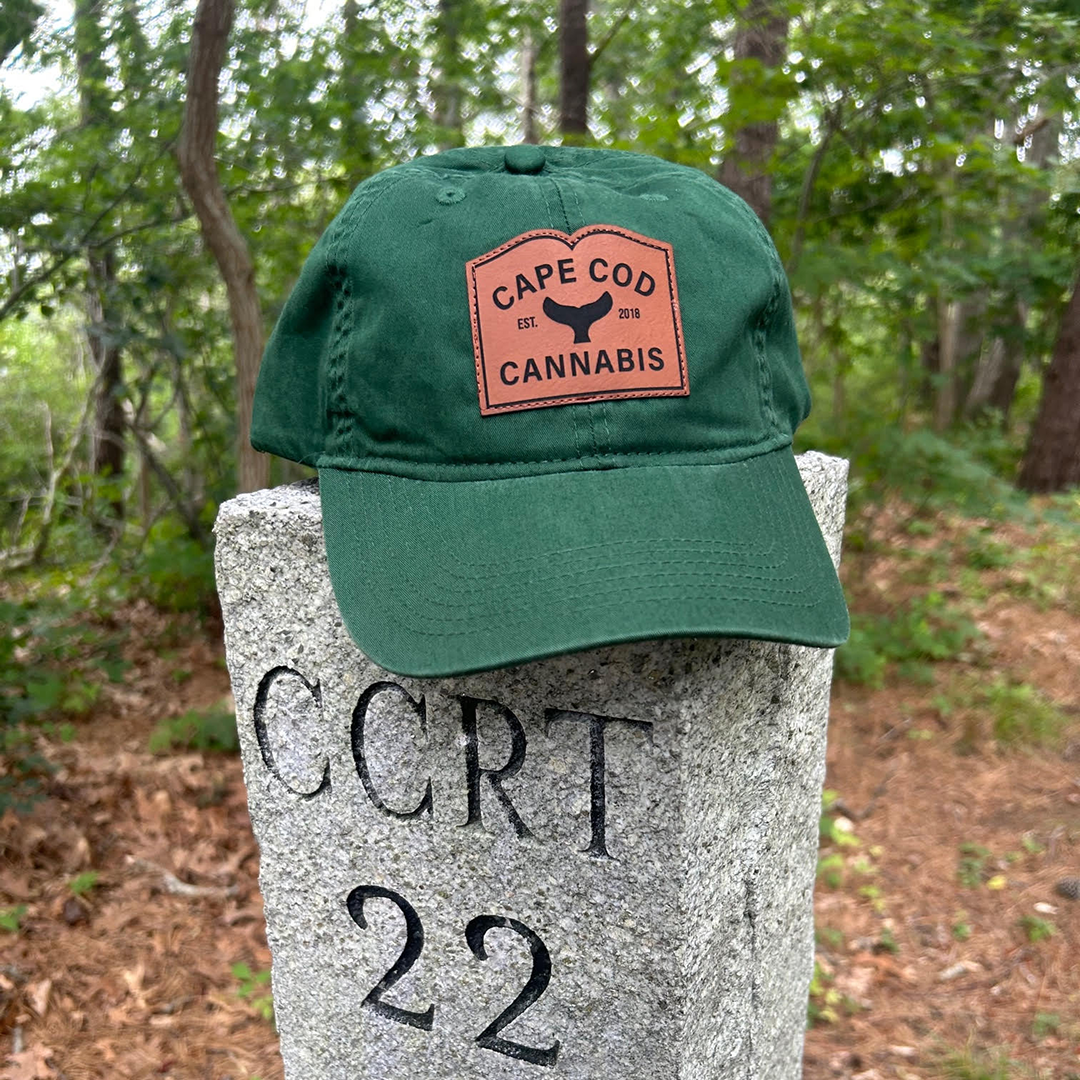 CAPE COD
EST. 2018
CANNABIS
CCRT
22